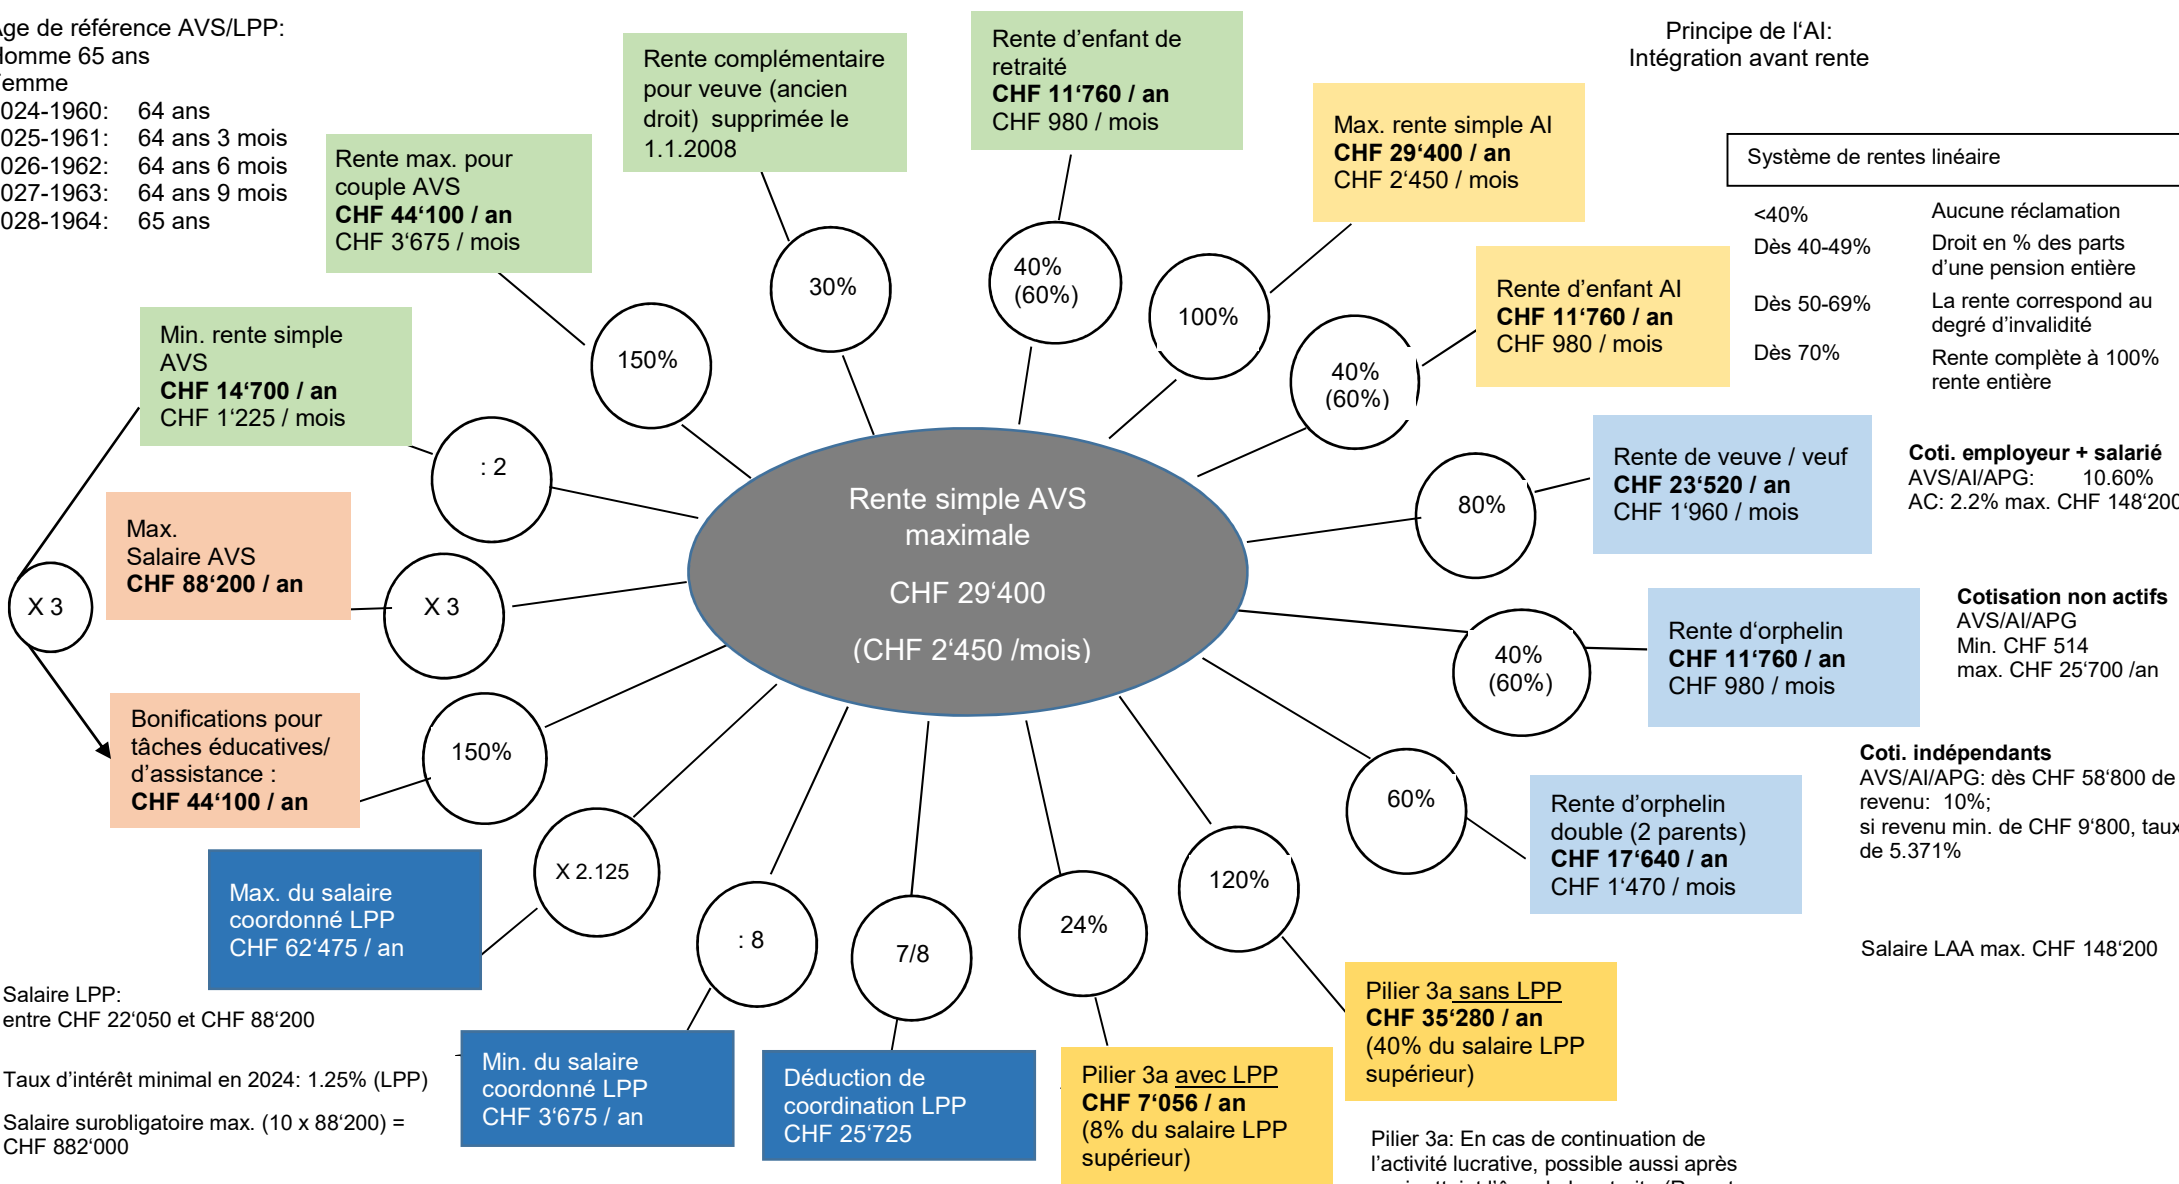 ge de référence AVS/LPP:
omme 65 ans
emme
024-1960: 64 ans
025-1961: 64 ans 3 mois
026-1962: 64 ans 6 mois
027-1963: 64 ans 9 mois
028-1964: 65 ans
Rente max. pour
couple AVS
CHF 44‘100 / an
CHF 3‘675 / mois
Rente complémentaire
pour veuve (ancien
droit) supprimée le
1.1.2008
Rente d’enfant de
retraité
CHF 11’760 / an
CHF 980 / mois
Max. rente simple AI
CHF 29‘400 / an
CHF 2‘450 / mois
Principe de l‘AI:
Intégration avant rente
Système de rentes linéaire
<40% Aucune réclamation
Dès 40-49% Droit en % des parts
d’une pension entière
Dès 50-69% La rente correspond au
degré d’invalidité
Dès 70% Rente complète à 100%
rente entière
Rente d’enfant AI
CHF 11‘760 / an
CHF 980 / mois
Min. rente simple
AVS
CHF 14‘700 / an
CHF 1‘225 / mois
150%
30%
40%
(60%)
100%
40%
(60%)
: 2
Rente simple AVS
maximale
CHF 29‘400
(CHF 2‘450 /mois)
80%
Rente de veuve / veuf
CHF 23‘520 / an
CHF 1‘960 / mois
Coti. employeur + salarié
AVS/AI/APG: 10.60%
AC: 2.2% max. CHF 148‘200
Max.
Salaire AVS
CHF 88‘200 / an
X 3
X 3
40%
(60%)
Rente d‘orphelin
CHF 11‘760 / an
CHF 980 / mois
Cotisation non actifs
AVS/AI/APG
Min. CHF 514
max. CHF 25‘700 /an
Bonifications pour
tâches éducatives/
d’assistance :
CHF 44‘100 / an
150%
60%
Rente d’orphelin
double (2 parents)
CHF 17‘640 / an
CHF 1‘470 / mois
Coti. indépendants
AVS/AI/APG: dès CHF 58‘800 de
revenu: 10%;
si revenu min. de CHF 9‘800, taux
de 5.371%
Max. du salaire
coordonné LPP
CHF 62‘475 / an
X 2.125
: 8
7/8
24%
120%
Salaire LAA max. CHF 148‘200
Salaire LPP:
entre CHF 22‘050 et CHF 88‘200
Taux d’intérêt minimal en 2024: 1.25% (LPP)
Salaire surobligatoire max. (10 x 88‘200) =
CHF 882‘000
Min. du salaire
coordonné LPP
CHF 3‘675 / an
Déduction de
coordination LPP
CHF 25‘725
Pilier 3a avec LPP
CHF 7‘056 / an
(8% du salaire LPP
supérieur)
Pilier 3a sans LPP
CHF 35‘280 / an
(40% du salaire LPP
supérieur)
Pilier 3a: En cas de continuation de
l’activité lucrative, possible aussi après